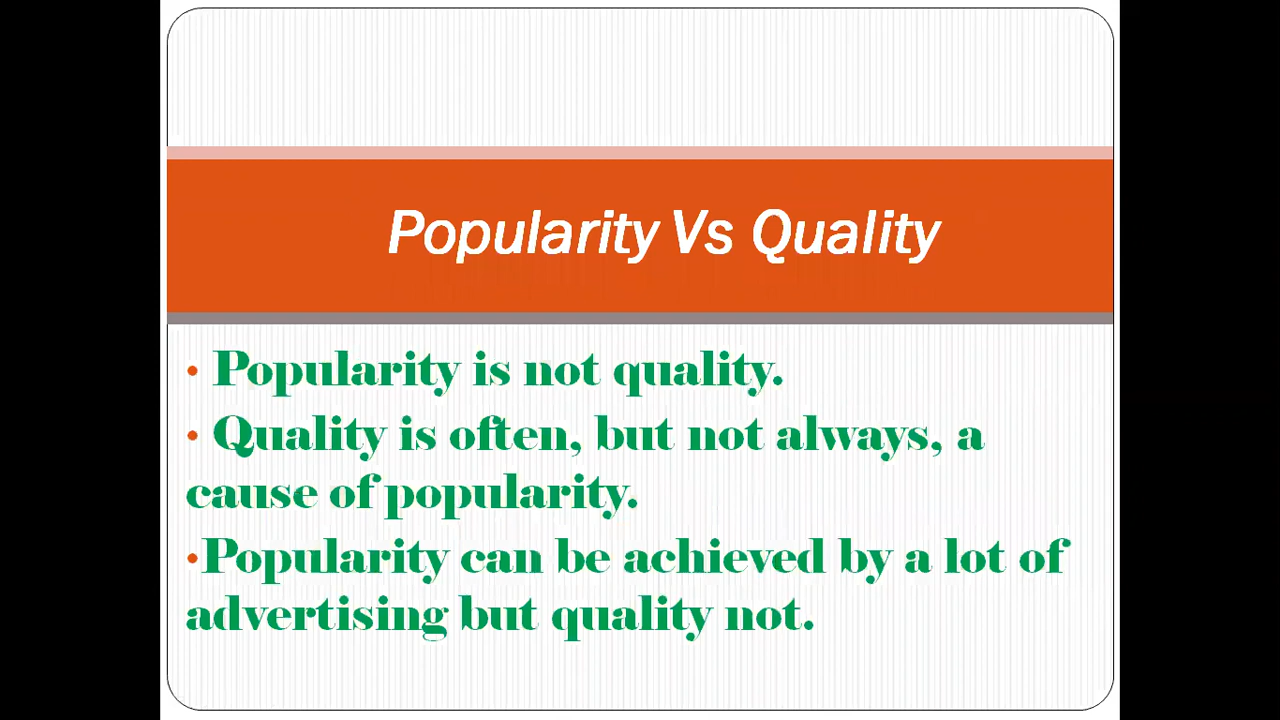 Popularity Vs Quality
• Popularity is not quality.
• Quality is often, but not always, a
cause of popularity.
•Popularity can be achieved by a lot of
advertising but quality not.